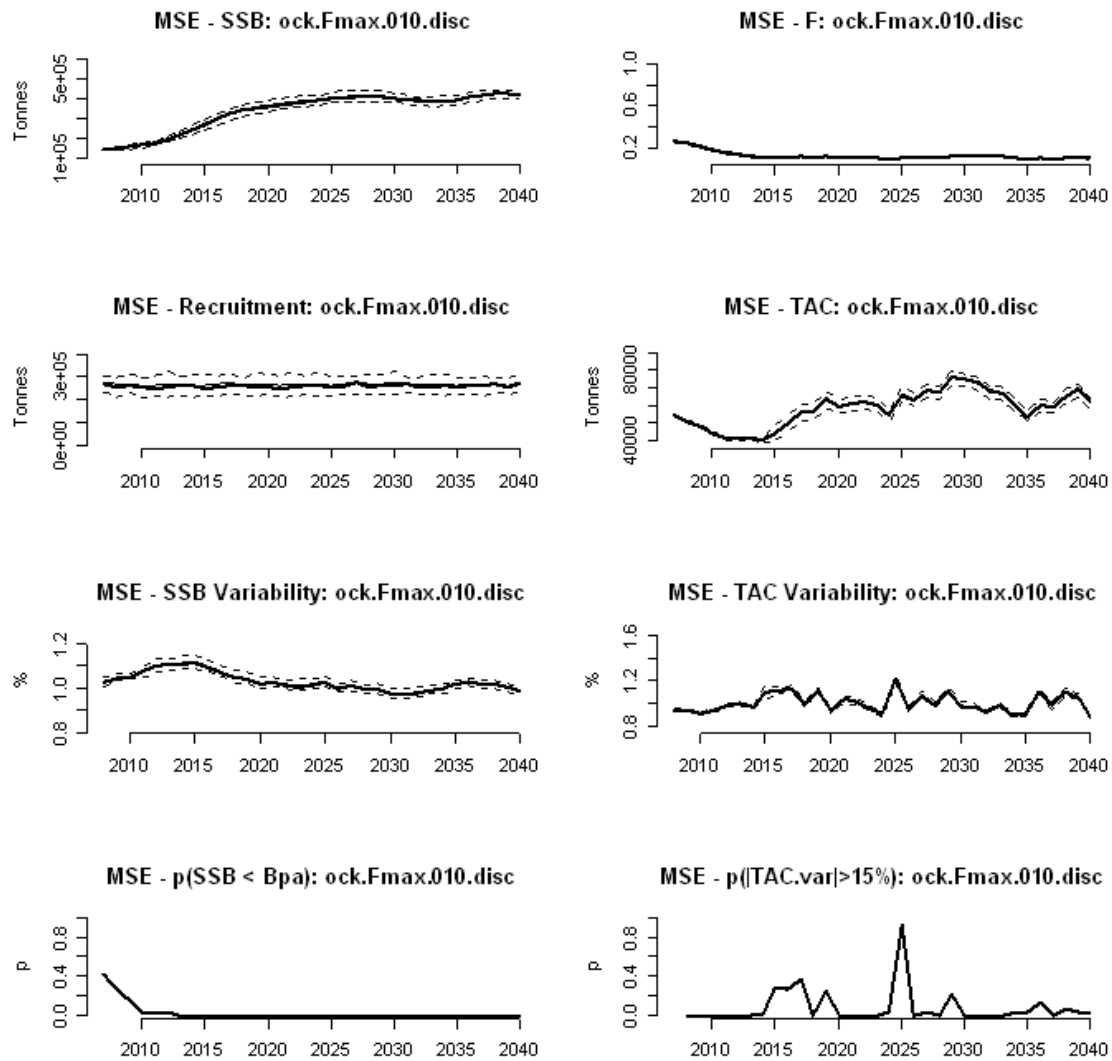 MSE - SSB: ock.Fmax.010.disc
Tonnes
1e+05 5e+05
2010 2015 2020 2025 2030 2035 2040
MSE - F: ock.Fmax.010.disc
0.2 0.6 1.0
2010 2015 2020 2025 2030 2035 2040
MSE - Recruitment: ock.Fmax.010.disc
Tonnes
0e+00 3e+05
2010 2015 2020 2025 2030 2035 2040
MSE - TAC: ock.Fmax.010.disc
Tonnes
40000 80000
2010 2015 2020 2025 2030 2035 2040
MSE - SSB Variability: ock.Fmax.010.disc
%
0.8 1.0 1.2
2010 2015 2020 2025 2030 2035 2040
MSE - TAC Variability: ock.Fmax.010.disc
%
0.8 1.2 1.6
2010 2015 2020 2025 2030 2035 2040
MSE - p(SSB < Bpa): ock.Fmax.010.disc
p
0.0 0.4 0.8
2010 2015 2020 2025 2030 2035 2040
MSE - p(|TAC.var|>15%): ock.Fmax.010.disc
p
0.0 0.4 0.8
2010 2015 2020 2025 2030 2035 2040